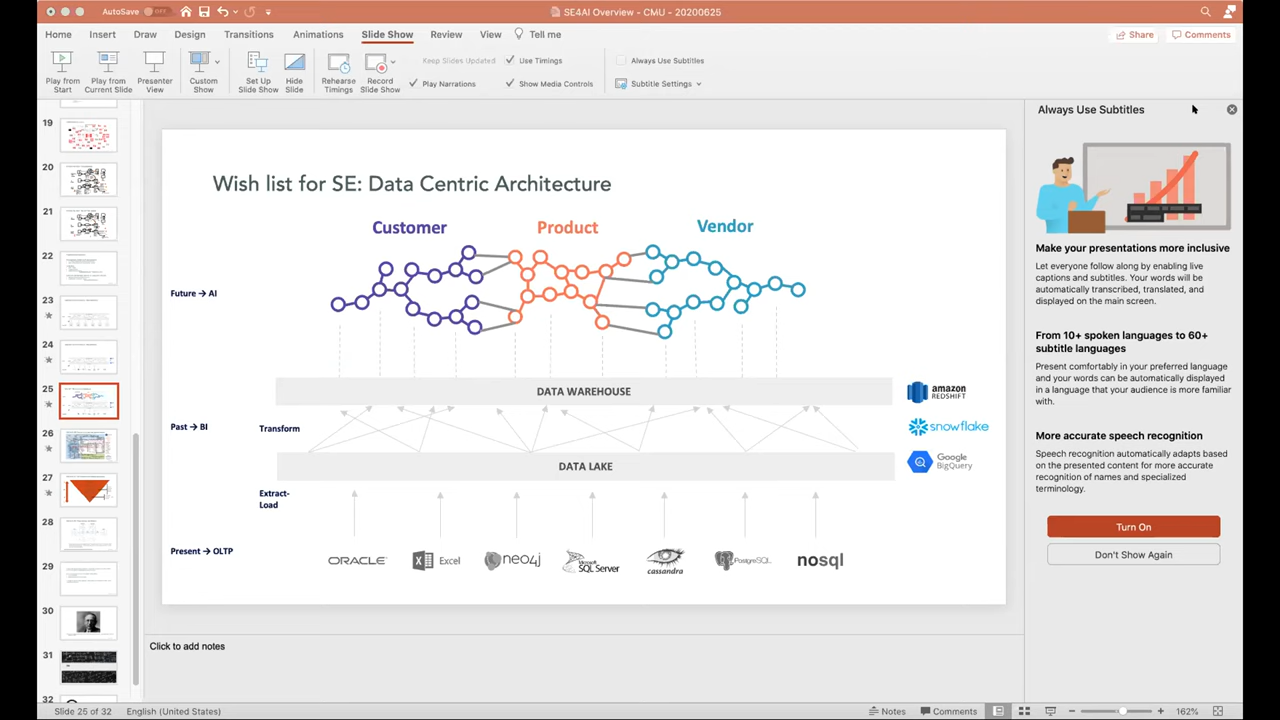 AutoSave OFF
SE4AI Overview - CMU - 20200625
Home Insert Draw Design Transitions Animations Slide Show Review View Tell me
Share Comments
Play from Start
Play from Current Slide
Presenter View
Custom Show
Set Up Slide Show
Hide Slide
Rehearse Timings
Record Slide Show
Keep Slides Updated
Use Timings
Always Use Subtitles
Play Narrations
Show Media Controls
Subtitle Settings
19
20
21
22
23
24
25
26
27
28
29
30
31
32
Wish list for SE: Data Centric Architecture
Customer Product Vendor
Future → AI
DATA WAREHOUSE
amazon
REDSHIFT
Past → BI
Transform
snowflake
DATA LAKE
Google
BigQuery
Extract-
Load
Present → OLTP
ORACLE Excel neo4j Microsoft SQL Server cassandra PostgreSQL nosql
Click to add notes
Always Use Subtitles
Make your presentations more inclusive
Let everyone follow along by enabling live
captions and subtitles. Your words will be
automatically transcribed, translated, and
displayed on the main screen.
From 10+ spoken languages to 60+
subtitle languages
Present comfortably in your preferred language
and your words can be automatically displayed
in a language that your audience is more familiar
with.
More accurate speech recognition
Speech recognition automatically adapts based
on the presented content for more accurate
recognition of names and specialized
terminology.
Turn On
Don't Show Again
Slide 25 of 32 English (United States)
Notes Comments 162%